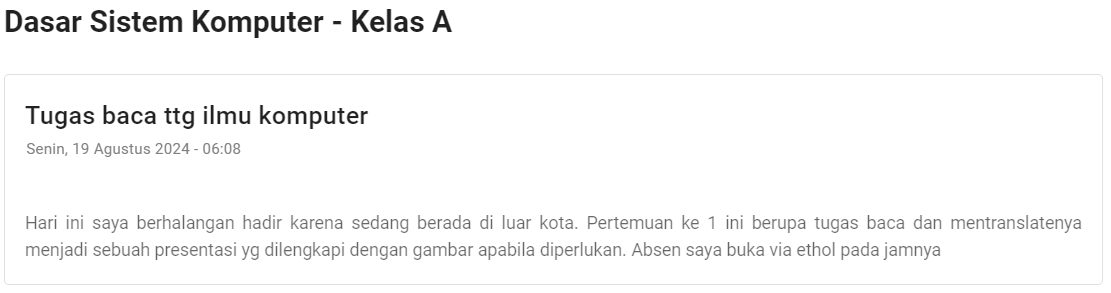 Dasar Sistem Komputer - Kelas A
Tugas baca ttg ilmu komputer
Senin, 19 Agustus 2024 - 06:08
Hari ini saya berhalangan hadir karena sedang berada di luar kota. Pertemuan ke 1 ini berupa tugas baca dan mentranslatenya
menjadi sebuah presentasi yg dilengkapi dengan gambar apabila diperlukan. Absen saya buka via ethol pada jamnya